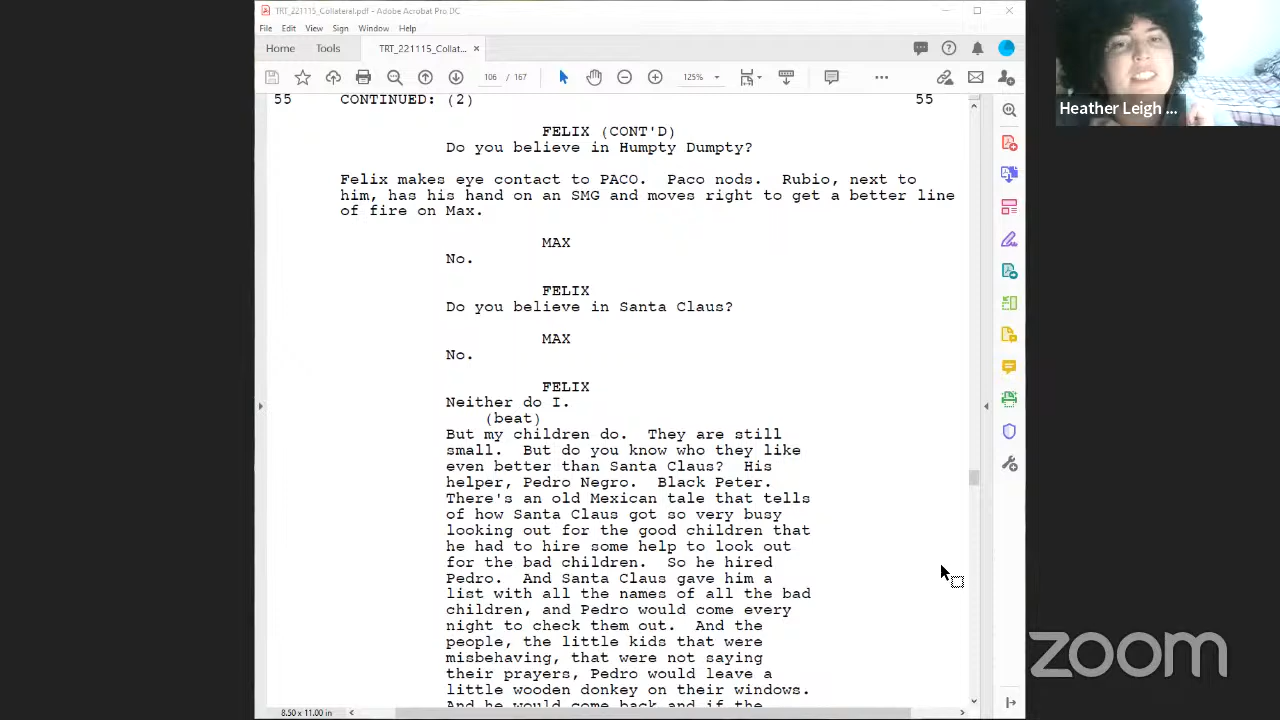 TRT_221115_Collateral.pdf - Adobe Acrobat Pro DC
File Edit View Sign Window Help
Home Tools TRT_221115_Collat... ×
106 / 167 125%
55 CONTINUED: (2) 55
FELIX (CONT'D)
Do you believe in Humpty Dumpty?
Felix makes eye contact to PACO. Paco nods. Rubio, next to
him, has his hand on an SMG and moves right to get a better line
of fire on Max.
MAX
No.
FELIX
Do you believe in Santa Claus?
MAX
No.
FELIX
Neither do I.
(beat)
But my children do. They are still
small. But do you know who they like
even better than Santa Claus? His
helper, Pedro Negro. Black Peter.
There's an old Mexican tale that tells
of how Santa Claus got so very busy
looking out for the good children that
he had to hire some help to look out
for the bad children. So he hired
Pedro. And Santa Claus gave him a
list with all the names of all the bad
children, and Pedro would come every
night to check them out. And the
people, the little kids that were
misbehaving, that were not saying
their prayers, Pedro would leave a
little wooden donkey on their windows.
And he would come back and if the
8.50 x 11.00 in
Heather Leigh ...
zoom